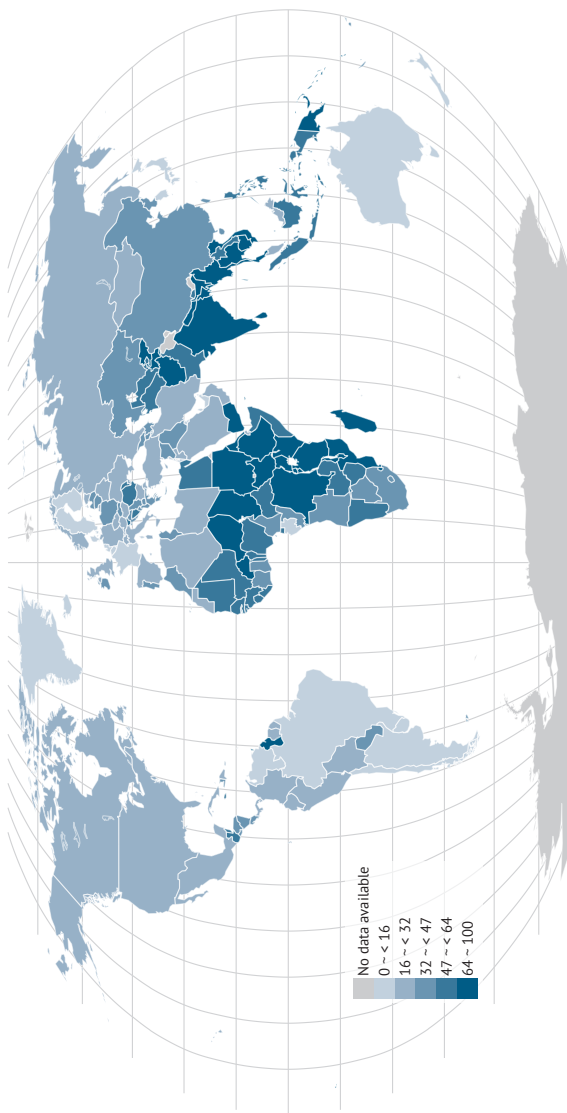 No data available
0 ~ < 16
16 ~ < 32
32 ~ < 47
47 ~ < 64
64 ~ 100